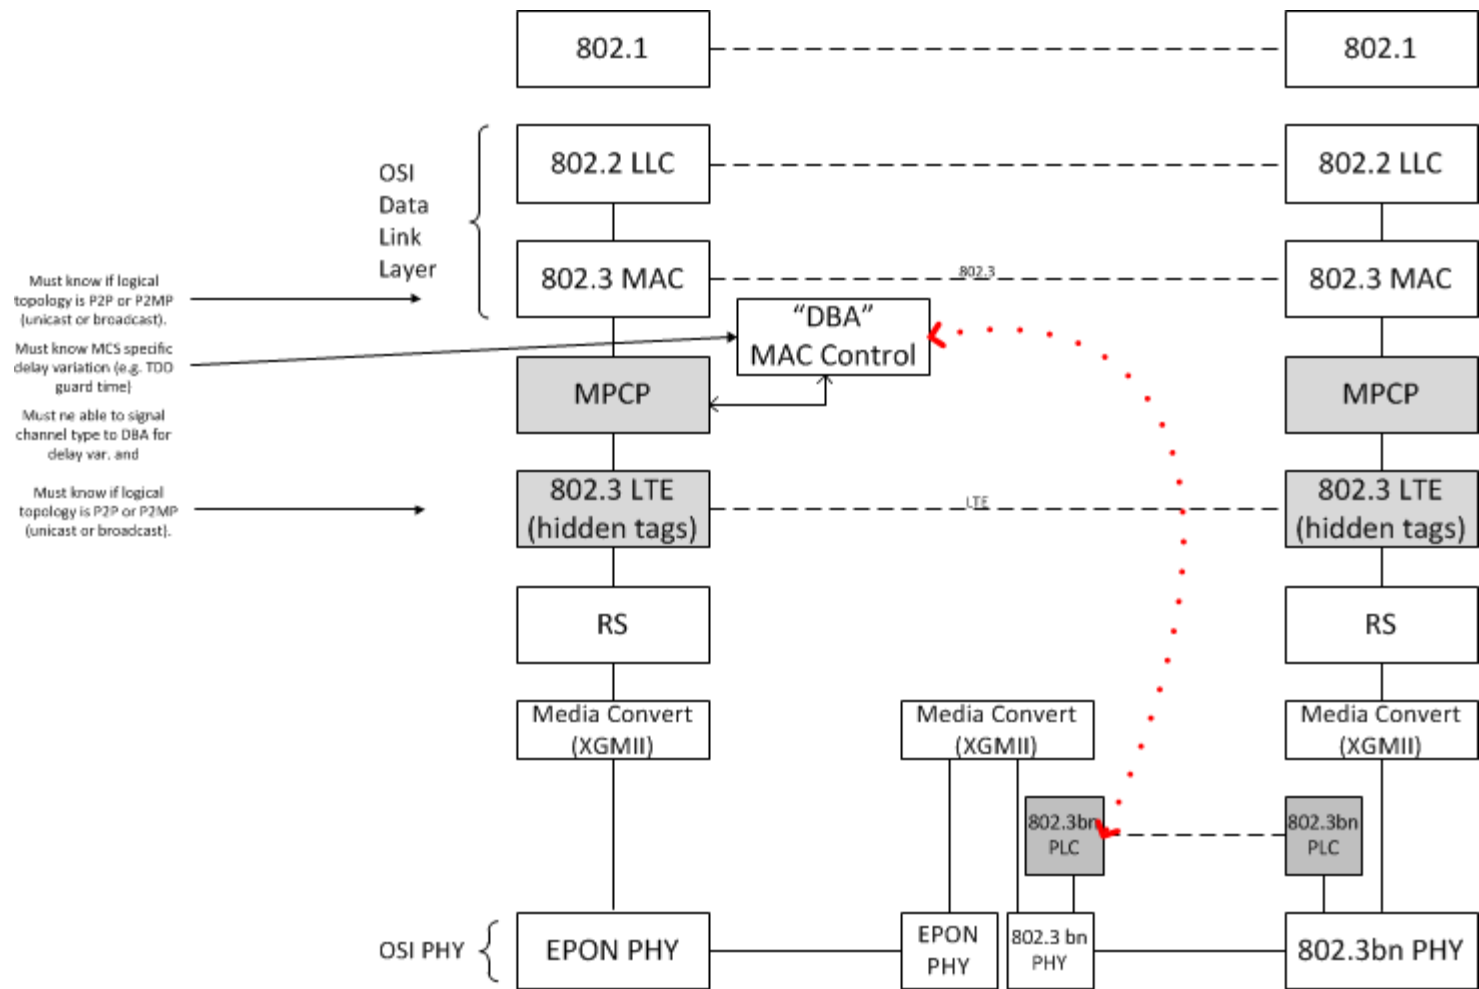 802.1
802.1
OSI
Data
Link
Layer
802.2 LLC
802.2 LLC
802.3 MAC
802.3
802.3 MAC
Must know if logical
topology is P2P or P2MP
(unicast or broadcast).
"DBA"
MAC Control
Must know MCS specific
delay variation (e.g. TDD
guard time)
MPCP
MPCP
Must ne able to signal
channel type to DBA for
delay var. and
Must know if logical
topology is P2P or P2MP
(unicast or broadcast).
802.3 LTE
(hidden tags)
LTE
802.3 LTE
(hidden tags)
RS
RS
Media Convert
(XGMII)
Media Convert
(XGMII)
Media Convert
(XGMII)
802.3bn
PLC
802.3bn
PLC
OSI PHY
EPON PHY
EPON
PHY
802.3 bn
PHY
802.3bn PHY